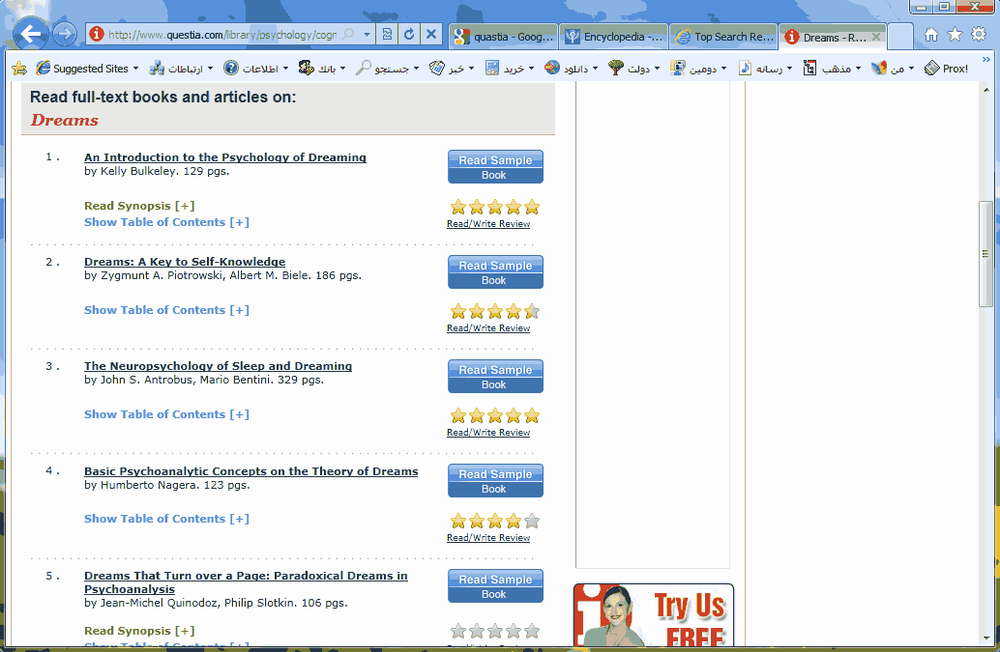 http://www.questia.com/library/psychology/cogn
quastia - Goog...
Encyclopedia -...
Top Search Re...
Dreams - R...
Suggested Sites
ارتباطات
اطلاعات
بانك
جستجو
خبر
خرید
دانلود
دولت
دومین
رسانه
مذهب
من
Prox!
Read full-text books and articles on:
Dreams
1 .
An Introduction to the Psychology of Dreaming
by Kelly Bulkeley. 129 pgs.
Read Sample
Book
Read Synopsis [+]
Show Table of Contents [+]
Read/Write Review
2 .
Dreams: A Key to Self-Knowledge
by Zygmunt A. Piotrowski, Albert M. Biele. 186 pgs.
Read Sample
Book
Show Table of Contents [+]
Read/Write Review
3 .
The Neuropsychology of Sleep and Dreaming
by John S. Antrobus, Mario Bentini. 329 pgs.
Read Sample
Book
Show Table of Contents [+]
Read/Write Review
4 .
Basic Psychoanalytic Concepts on the Theory of Dreams
by Humberto Nagera. 123 pgs.
Read Sample
Book
Show Table of Contents [+]
Read/Write Review
5 .
Dreams That Turn over a Page: Paradoxical Dreams in
Psychoanalysis
by Jean-Michel Quinodoz, Philip Slotkin. 106 pgs.
Read Sample
Book
Read Synopsis [+]
Show Table of Contents [+]
Try Us
FREE